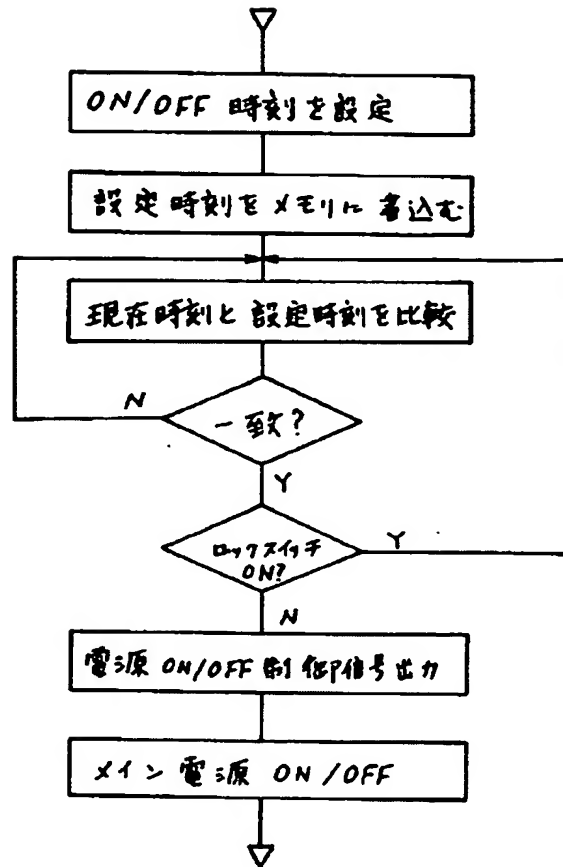 ON/OFF 時刻を設定
設定時刻をメモリに書込む
現在時刻と設定時刻を比較
N
一致?
Y
ロックスイッチ
ON?
Y
N
電源 ON/OFF 制御信号出力
メイン電源 ON/OFF